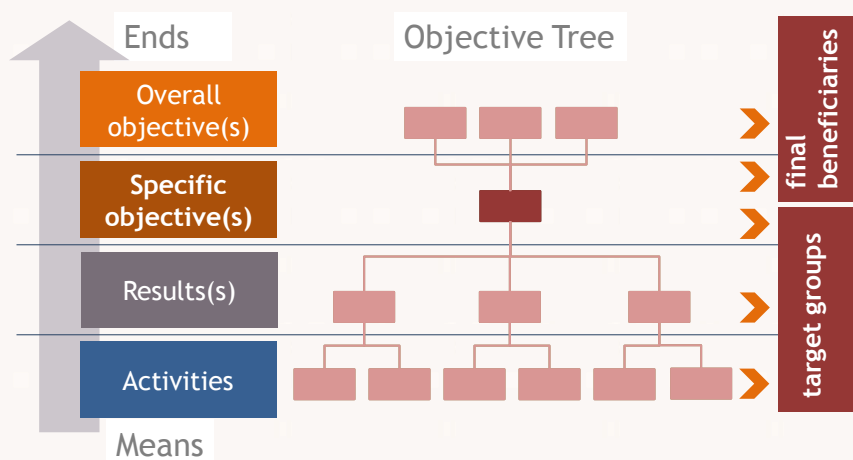 Ends
Objective Tree
Overall
objective(s)
Specific
objective(s)
Results(s)
Activities
Means
final
beneficiaries
target groups